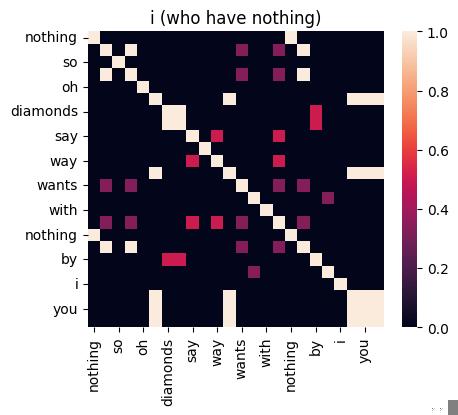 i (who have nothing)
nothing
so
oh
diamonds
say
way
wants
with
nothing
by
i
you
nothing
so
oh
diamonds
say
way
wants
with
nothing
by
i
you
1.0
0.8
0.6
0.4
0.2
0.0